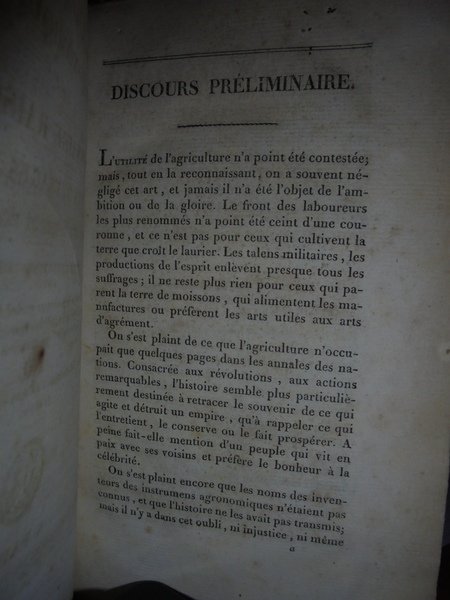 DISCOURS PRÉLIMINAIRE.
L'UTILITÉ de l'agriculture n'a point été contestée;
mais, tout en la reconnaissant, on a souvent né-
gligé cet art, et jamais il n'a été l'objet de l'am-
bition ou de la gloire. Le front des laboureurs
les plus renommés n'a point été ceint d'une cou-
ronne, et ce n'est pas pour ceux qui cultivent la
terre que croît le laurier. Les talens militaires, les
productions de l'esprit enlèvent presque tous les
suffrages; il ne reste plus rien pour ceux qui pa-
rent la terre de moissons, qui alimentent les ma-
nufactures ou préfèrent les arts utiles aux arts
d'agrément.
On s'est plaint de ce que l'agriculture n'occu-
pait que quelques pages dans les annales des na-
tions. Consacrée aux révolutions, aux actions
remarquables, l'histoire semble plus particuliè-
rement destinée à retracer le souvenir de ce qui
agite et détruit un empire, qu'à rappeler ce qui
l'entretient, le conserve ou le fait prospérer. A
peine fait-elle mention d'un peuple qui vit en
paix avec ses voisins et préfère le bonheur à la
célébrité.
On s'est plaint encore que les noms des inven-
teurs des instrumens agronomiques n'étaient pas
connus, et que l'histoire ne les avait pas transmis;
mais il n'y a dans cet oubli, ni injustice, ni même
a